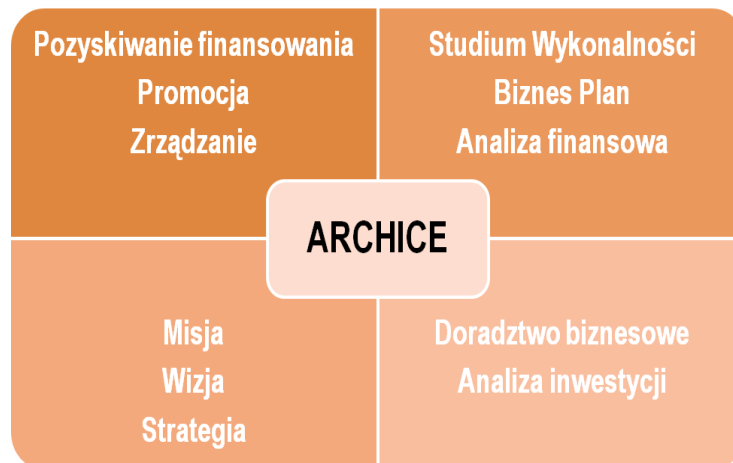 Pozyskiwanie finansowania
Promocja
Zrządzanie
Studium Wykonalności
Biznes Plan
Analiza finansowa
ARCHICE
Misja
Wizja
Strategia
Doradztwo biznesowe
Analiza inwestycji